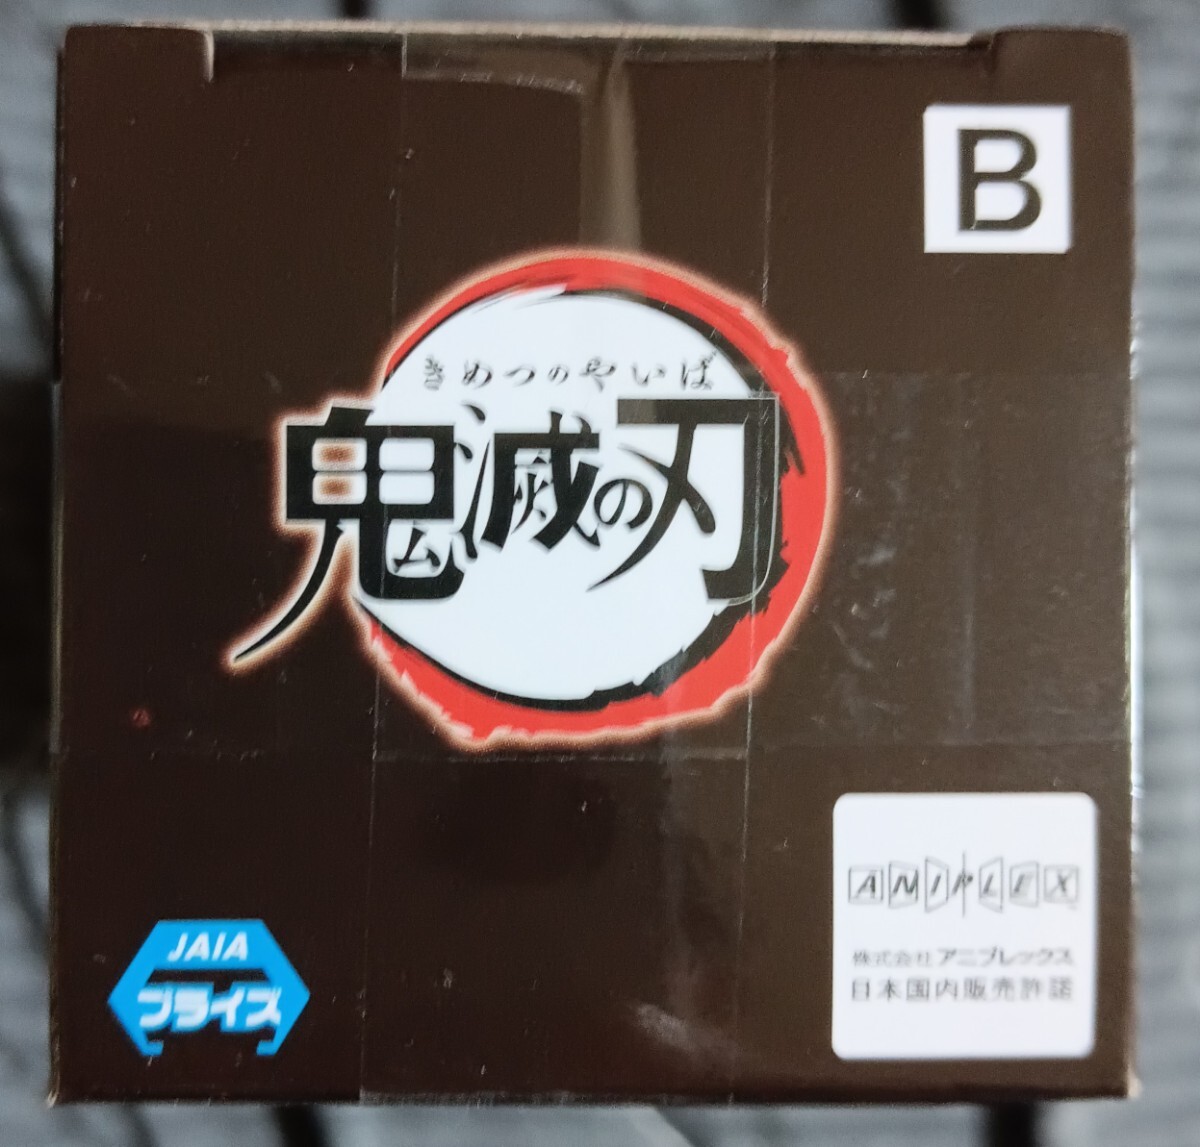 B
きめつのやいば
鬼滅の刃
ANIPLEX
株式会社アニプレックス
日本国内販売許諾
JAIA
プライズ